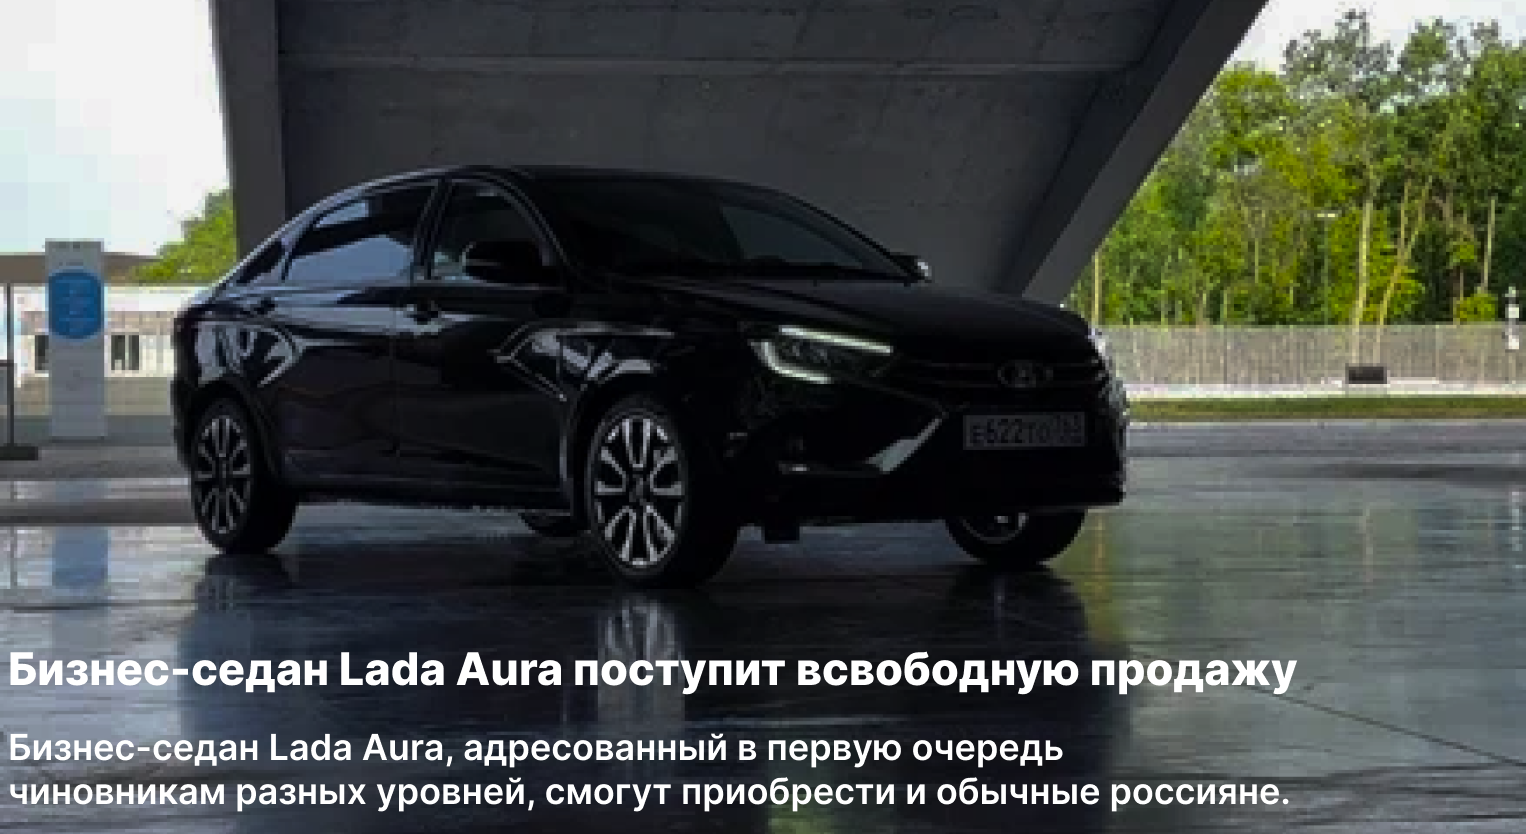 Бизнес-седан Lada Aura поступит всвободную продажу
Бизнес-седан Lada Aura, адресованный в первую очередь
чиновникам разных уровней, смогут приобрести и обычные россияне.